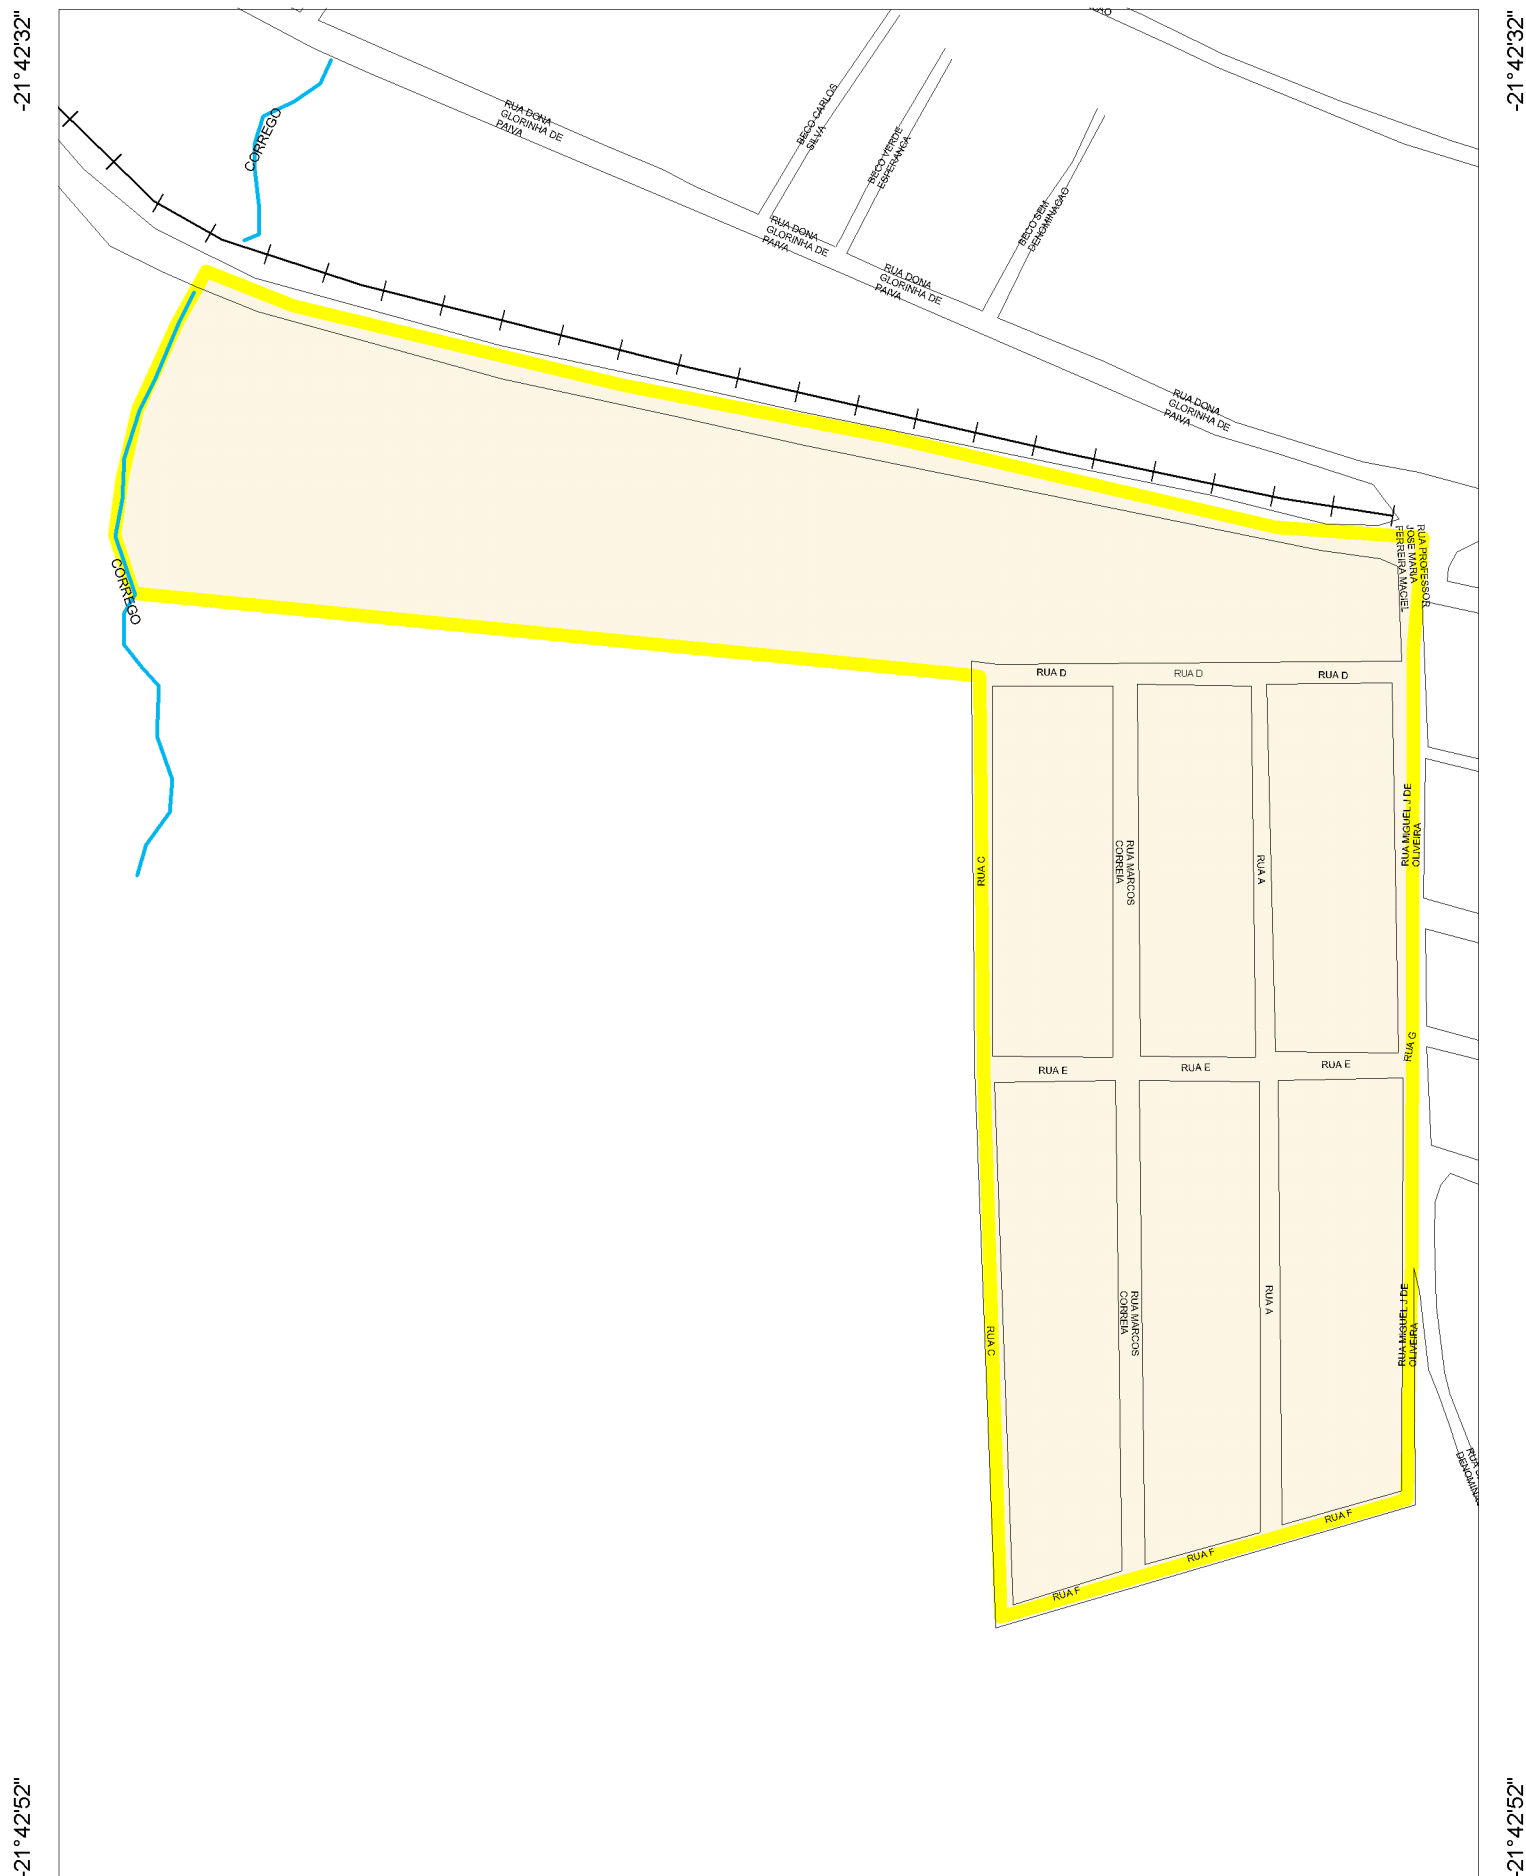 -21°42'32"
-21°42'32"
CORREGO
RUA DONA
GLORINHA DE
PAIVA
BECO CARLOS
SILVA
BECO VERDE
ESPERANCA
BECO SEM
DENOMINACAO
RUA DONA
GLORINHA DE
PAIVA
RUA DONA
GLORINHA DE
PAIVA
RUA DONA
GLORINHA DE
PAIVA
RUA PROFESSOR
JOSE MARIA
FERREIRA MACIEL
CORREGO
RUA D
RUA D
RUA D
RUA C
RUA MARCOS
CORREIA
RUA A
RUA MIGUEL J DE
OLIVEIRA
RUA G
RUA E
RUA E
RUA E
RUA C
RUA MARCOS
CORREIA
RUA A
RUA MIGUEL J DE
OLIVEIRA
RUA F
RUA F
RUA F
-21°42'52"
-21°42'52"